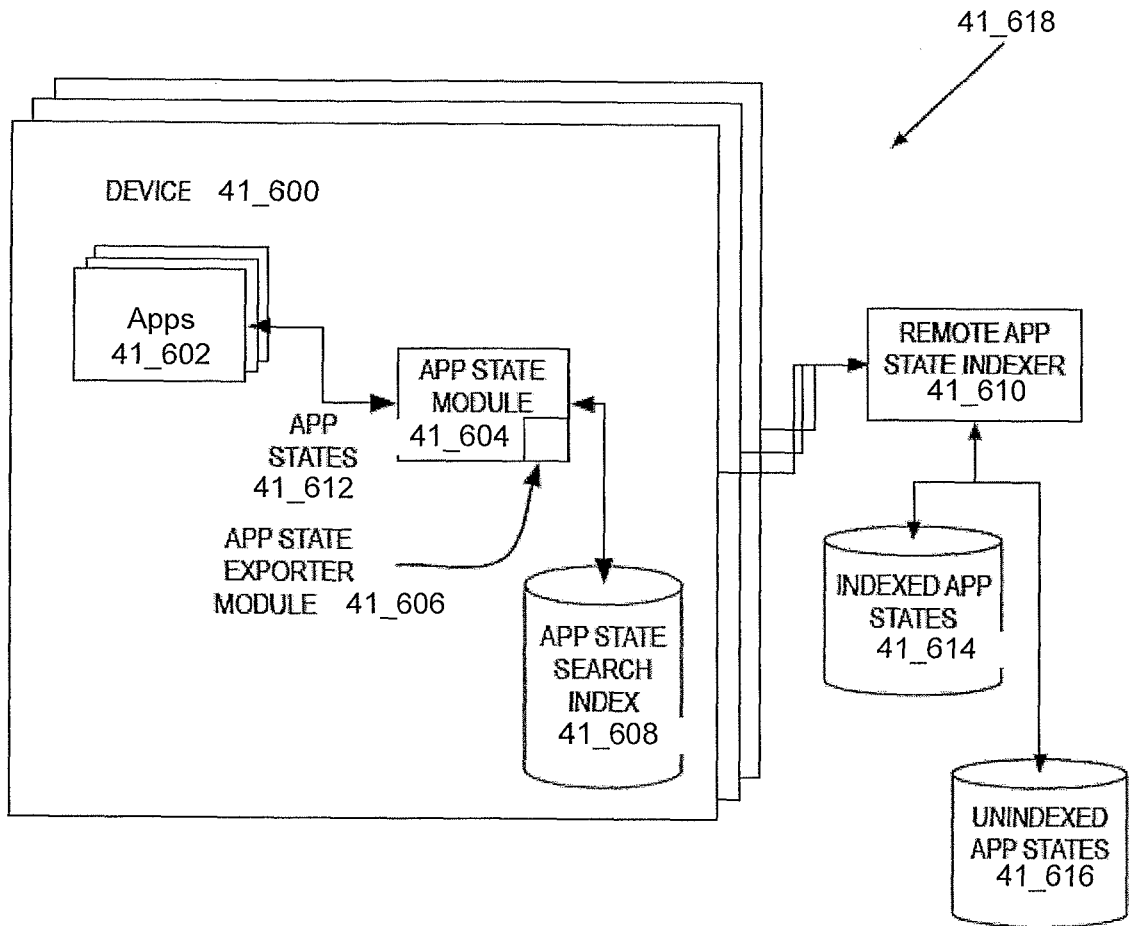 41_618
DEVICE 41_600
Apps
41_602
APP STATE
MODULE
41_604
APP
STATES
41_612
APP STATE
EXPORTER
MODULE 41_606
APP STATE
SEARCH
INDEX
41_608
REMOTE APP
STATE INDEXER
41_610
INDEXED APP
STATES
41_614
UNINDEXED
APP STATES
41_616